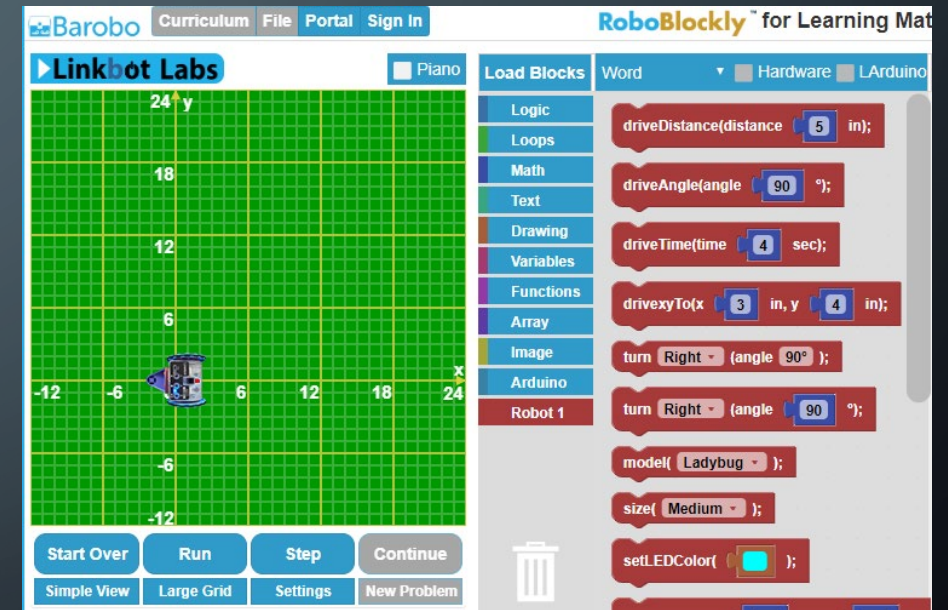 Barobo Curriculum File Portal Sign In
RoboBlockly™ for Learning Mat
Linkbot Labs
Piano
24 y
18
12
6
x
-12 -6 6 12 18 24
-6
-12
Start Over Run Step Continue
Simple View Large Grid Settings New Problem
Load Blocks Word Hardware LArduino
Logic
Loops
Math
Text
Drawing
Variables
Functions
Array
Image
Arduino
Robot 1
driveDistance(distance 5 in);
driveAngle(angle 90 °);
driveTime(time 4 sec);
drivexyTo(x 3 in, y 4 in);
turn Right (angle 90° );
turn Right (angle 90 °);
model( Ladybug );
size( Medium );
setLEDColor( );